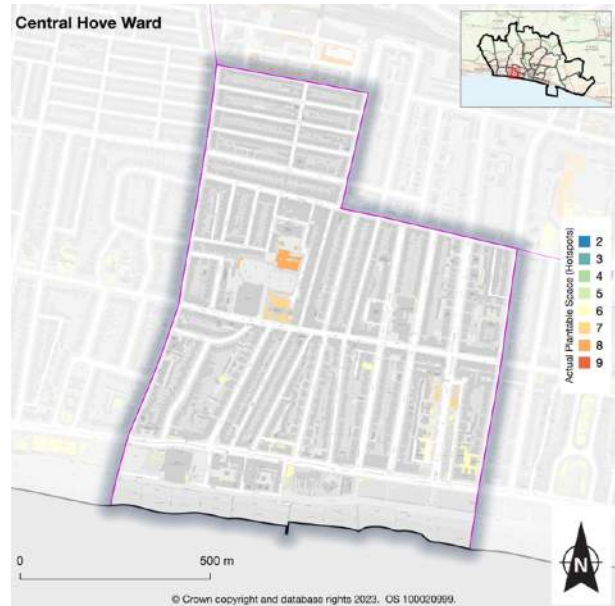 Central Hove Ward
Actual Plantable Space (Hotspots)
2
3
4
5
6
7
8
9
0
500 m
N
© Crown copyright and database rights 2023. OS 100020999.